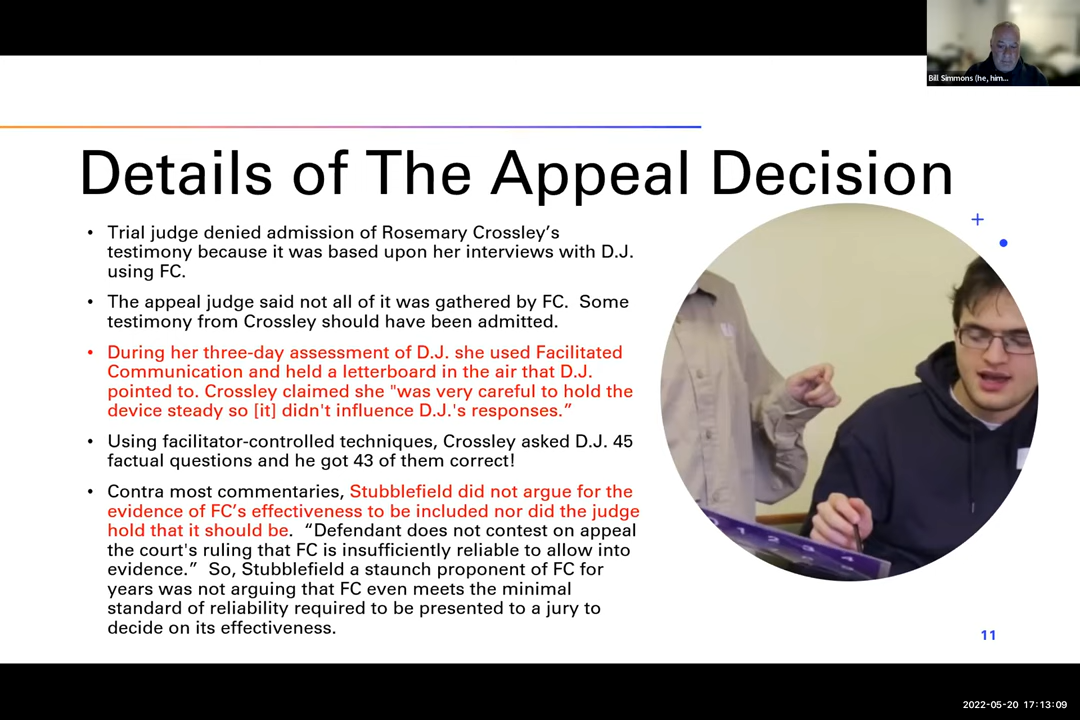 Bill Simmons (he, him...
Details of The Appeal Decision
• Trial judge denied admission of Rosemary Crossley’s
testimony because it was based upon her interviews with D.J.
using FC.
• The appeal judge said not all of it was gathered by FC. Some
testimony from Crossley should have been admitted.
• During her three-day assessment of D.J. she used Facilitated
Communication and held a letterboard in the air that D.J.
pointed to. Crossley claimed she "was very careful to hold the
device steady so [it] didn't influence D.J.'s responses.”
• Using facilitator-controlled techniques, Crossley asked D.J. 45
factual questions and he got 43 of them correct!
• Contra most commentaries, Stubblefield did not argue for the
evidence of FC’s effectiveness to be included nor did the judge
hold that it should be. “Defendant does not contest on appeal
the court's ruling that FC is insufficiently reliable to allow into
evidence.” So, Stubblefield a staunch proponent of FC for
years was not arguing that FC even meets the minimal
standard of reliability required to be presented to a jury to
decide on its effectiveness.
1 2 3 4
11
2022-05-20 17:13:09